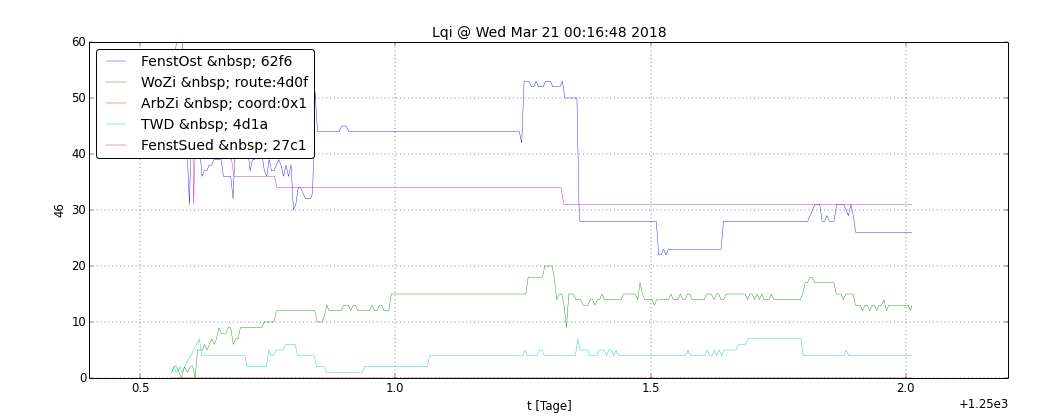 Lqi @ Wed Mar 21 00:16:48 2018
60
50
40
30
20
10
0
46
FenstOst &nbsp; 62f6
WoZi &nbsp; route:4d0f
ArbZi &nbsp; coord:0x1
TWD &nbsp; 4d1a
FenstSued &nbsp; 27c1
0.5 1.0 1.5 2.0
t [Tage]
+1.25e3